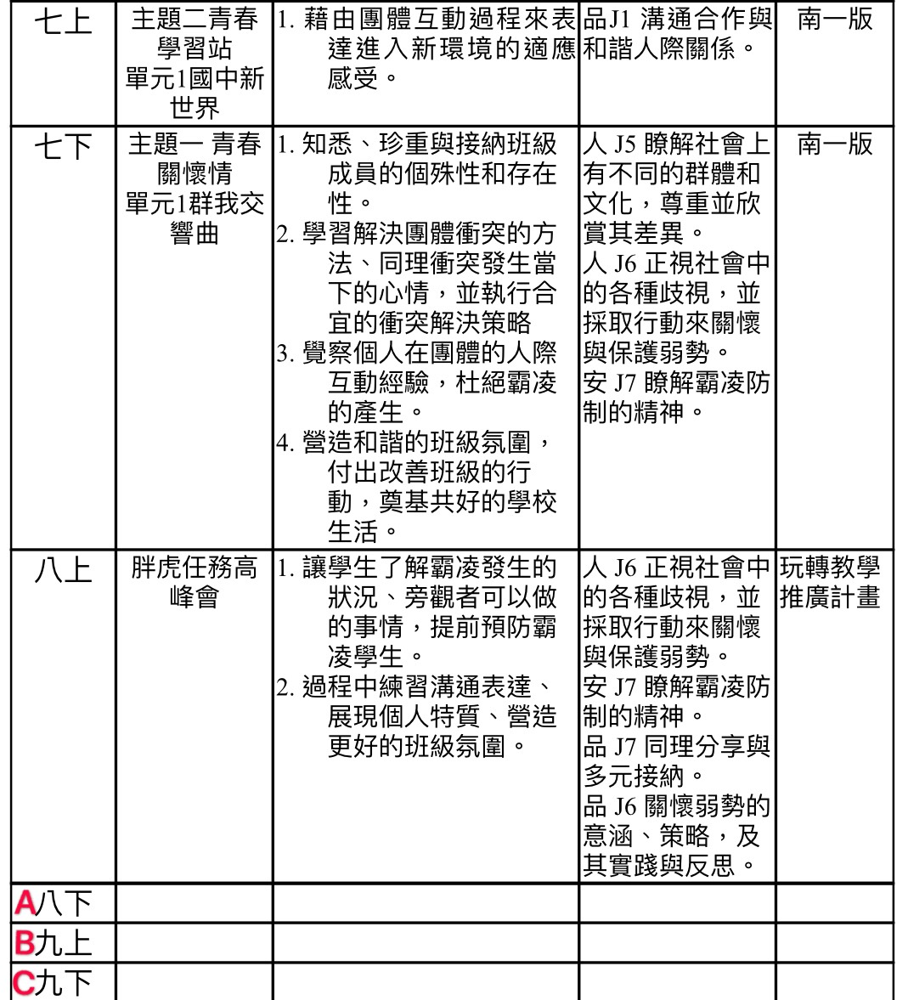 七上
主題二青春
學習站
單元1國中新
世界
1. 藉由團體互動過程來表
達進入新環境的適應
感受。
品J1 溝通合作與
和諧人際關係。
南一版
七下
主題一 青春
關懷情
單元1群我交
響曲
1. 知悉、珍重與接納班級
成員的個殊性和存在
性。
2. 學習解決團體衝突的方
法、同理衝突發生當
下的心情，並執行合
宜的衝突解決策略
3. 覺察個人在團體的人際
互動經驗，杜絕霸凌
的產生。
4. 營造和諧的班級氛圍，
付出改善班級的行
動，奠基共好的學校
生活。
人 J5 瞭解社會上
有不同的群體和
文化，尊重並欣
賞其差異。
人 J6 正視社會中
的各種歧視，並
採取行動來關懷
與保護弱勢。
安 J7 瞭解霸凌防
制的精神。
南一版
八上
胖虎任務高
峰會
1. 讓學生了解霸凌發生的
狀況、旁觀者可以做
的事情，提前預防霸
凌學生。
2. 過程中練習溝通表達、
展現個人特質、營造
更好的班級氛圍。
人 J6 正視社會中
的各種歧視，並
採取行動來關懷
與保護弱勢。
安 J7 瞭解霸凌防
制的精神。
品 J7 同理分享與
多元接納。
品 J6 關懷弱勢的
意涵、策略，及
其實踐與反思。
玩轉教學
推廣計畫
A八下
B九上
C九下